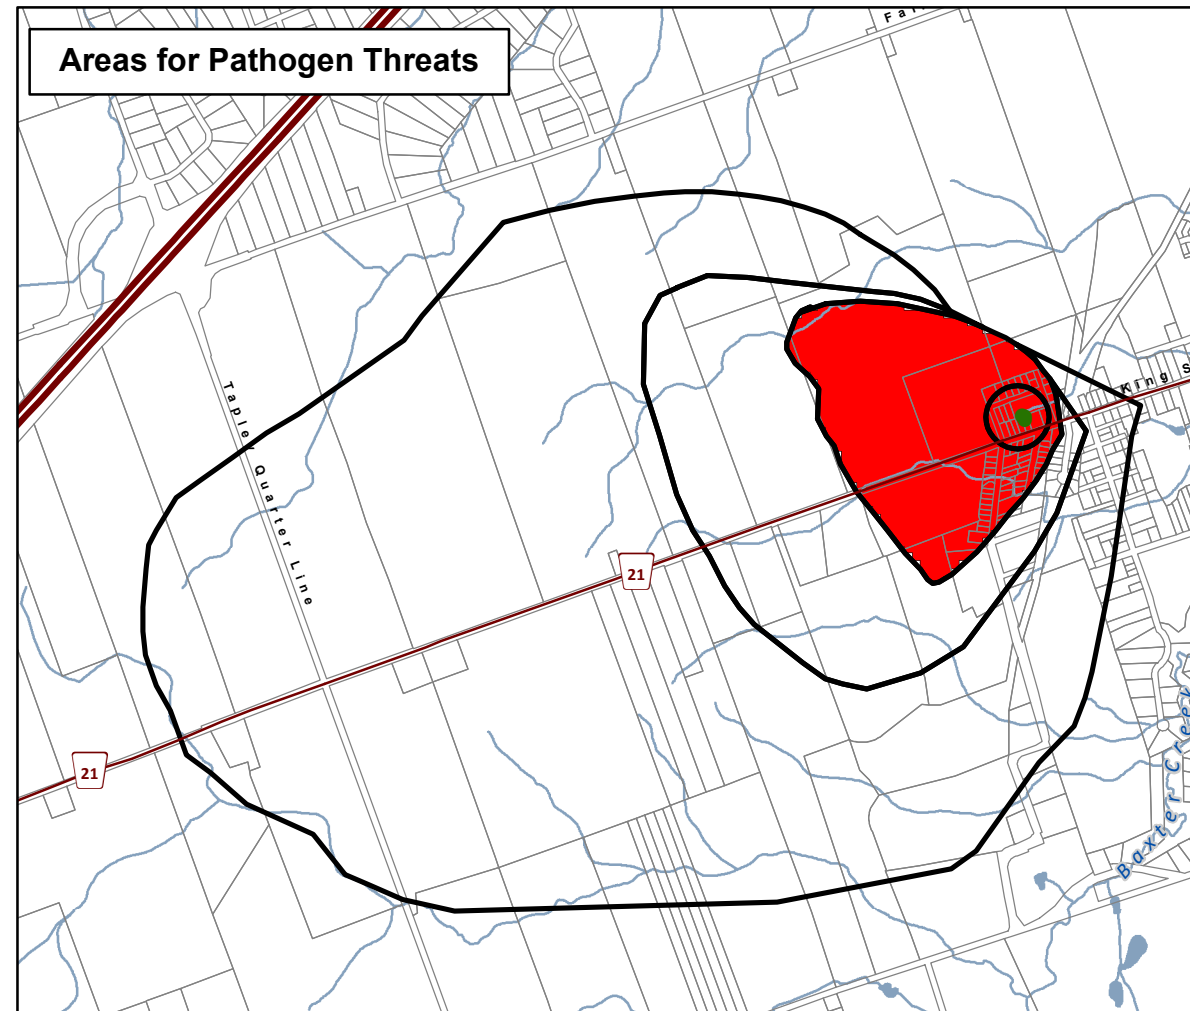 Areas for Pathogen Threats
King S
Tapley Quarter Line
21
21
Baxter Creek